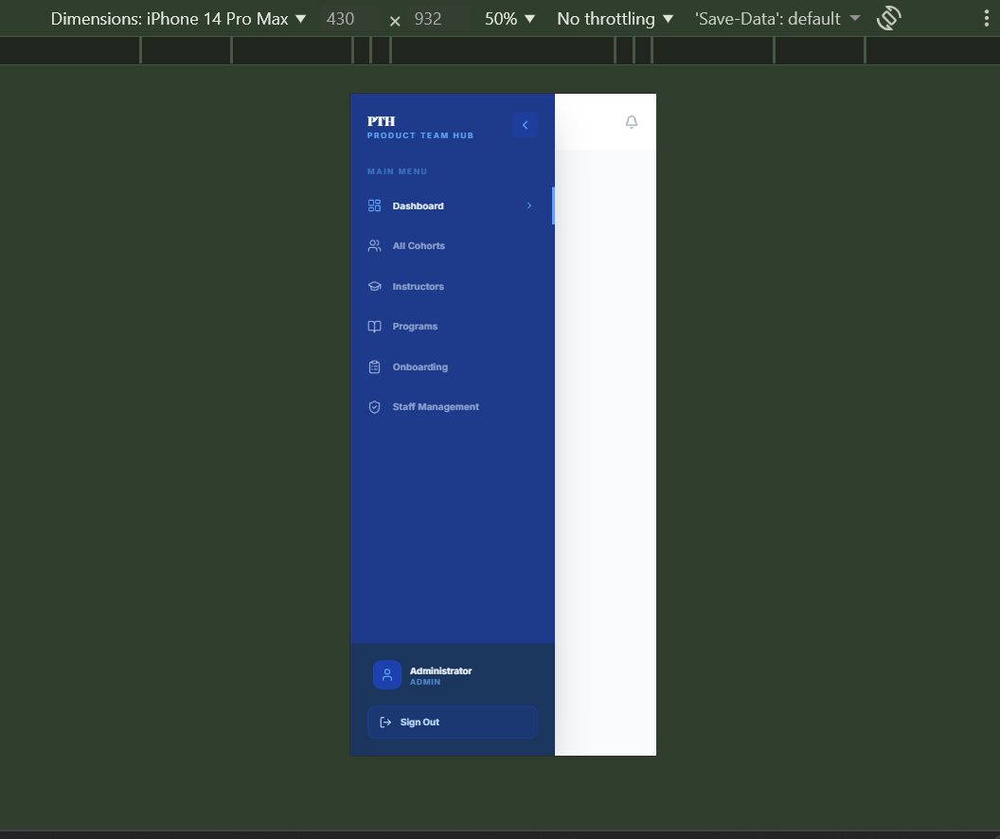 Dimensions: iPhone 14 Pro Max ▼ 430 × 932 50% ▼ No throttling ▼ 'Save-Data': default
PTH
PRODUCT TEAM HUB
MAIN MENU
Dashboard
All Cohorts
Instructors
Programs
Onboarding
Staff Management
Administrator
ADMIN
Sign Out